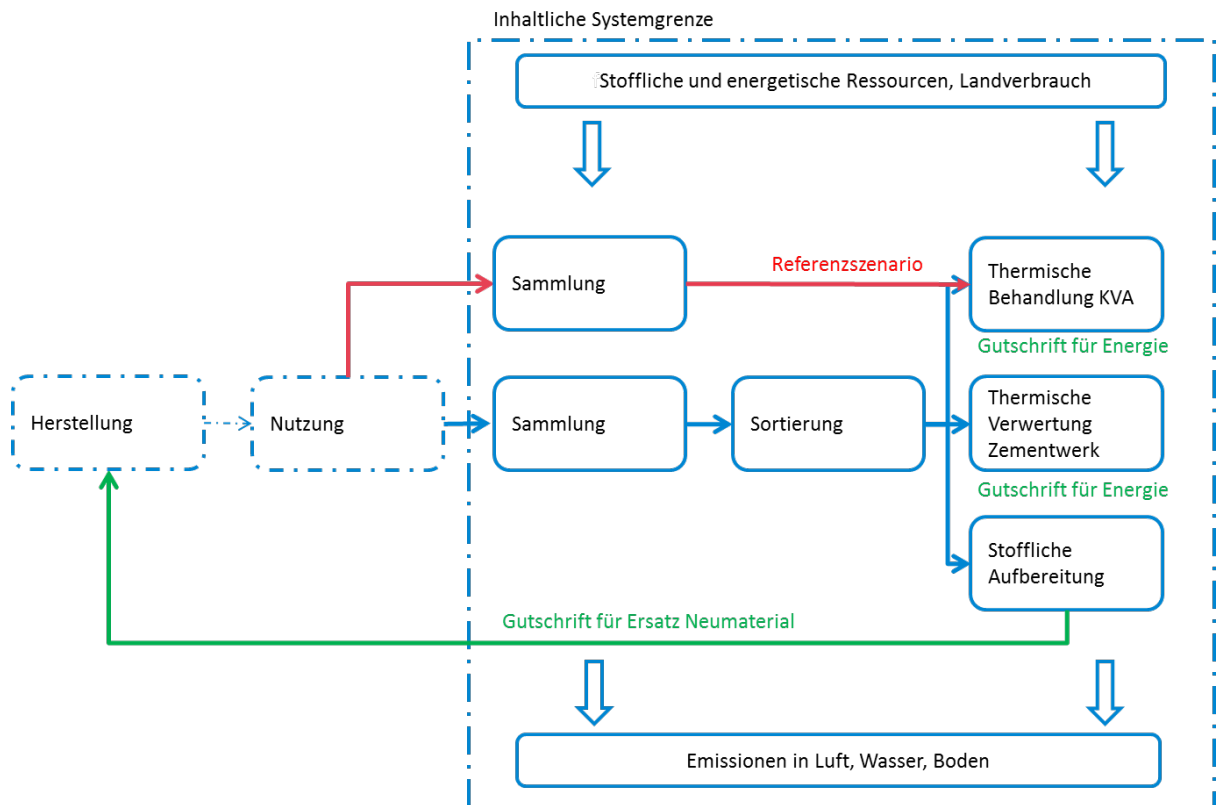 Inhaltliche Systemgrenze
Stoffliche und energetische Ressourcen, Landverbrauch
Sammlung
Referenzszenario
Thermische
Behandlung KVA
Gutschrift für Energie
Herstellung
Nutzung
Sammlung
Sortierung
Thermische
Verwertung
Zementwerk
Gutschrift für Energie
Stoffliche
Aufbereitung
Gutschrift für Ersatz Neumaterial
Emissionen in Luft, Wasser, Boden